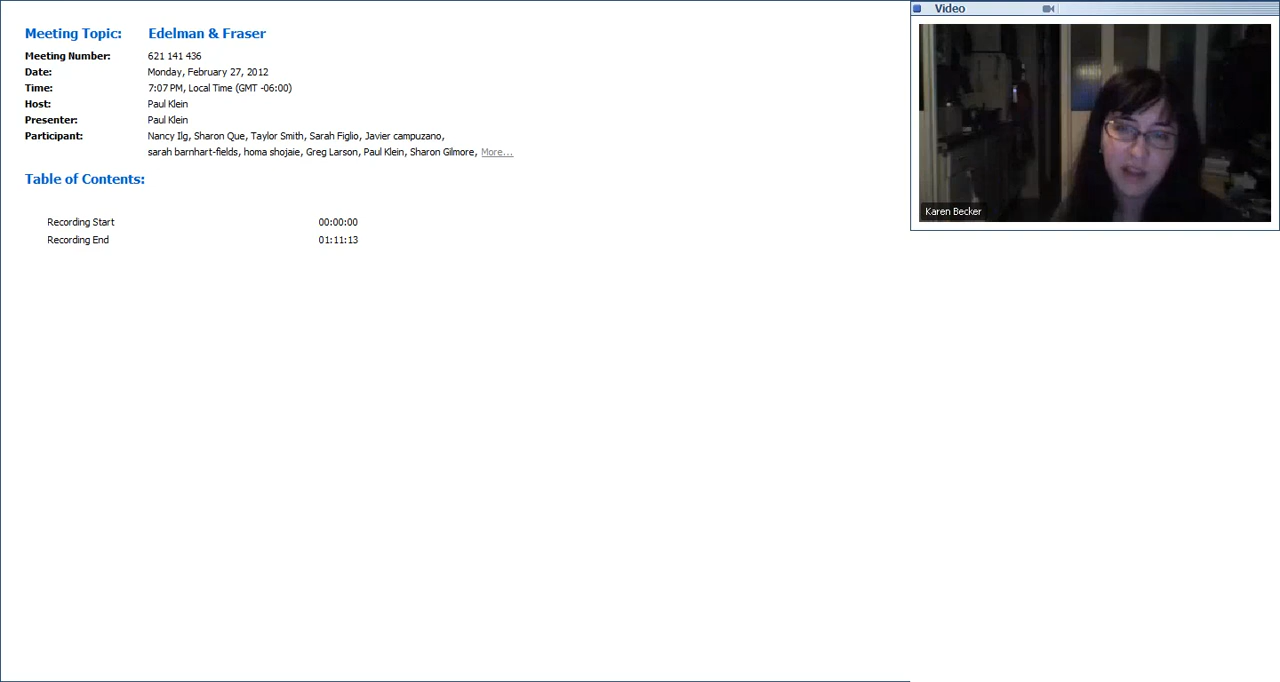 Meeting Topic: Edelman & Fraser
Meeting Number: 621 141 436
Date: Monday, February 27, 2012
Time: 7:07 PM, Local Time (GMT -06:00)
Host: Paul Klein
Presenter: Paul Klein
Participant: Nancy Ilg, Sharon Que, Taylor Smith, Sarah Figlio, Javier campuzano,
sarah barnhart-fields, homa shojaie, Greg Larson, Paul Klein, Sharon Gilmore, More...
Table of Contents:
Recording Start 00:00:00
Recording End 01:11:13
Video
Karen Becker